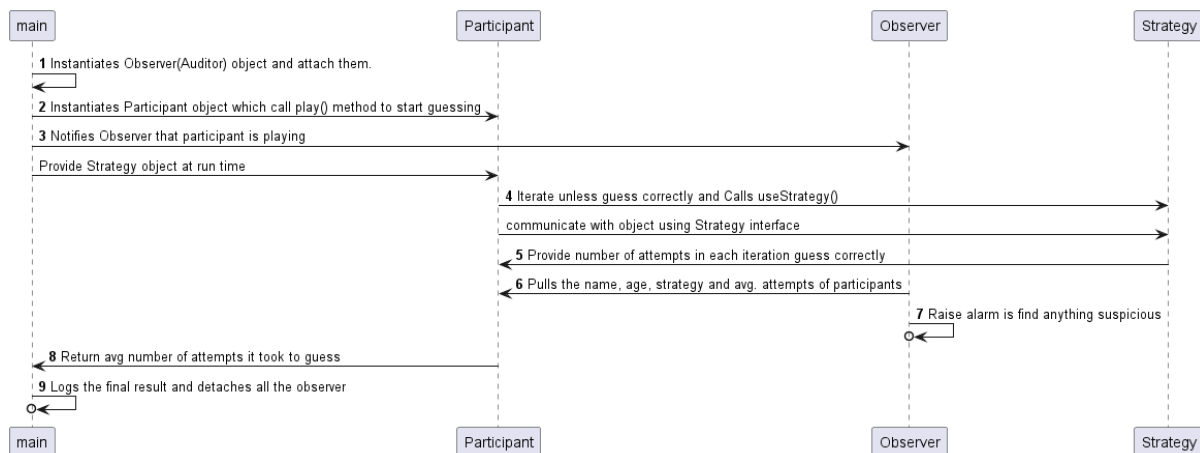 main Participant Observer Strategy
1 Instantiates Observer(Auditor) object and attach them.
2 Instantiates Participant object which call play() method to start guessing
3 Notifies Observer that participant is playing
Provide Strategy object at run time
4 Iterate unless guess correctly and Calls useStrategy()
communicate with object using Strategy interface
5 Provide number of attempts in each iteration guess correctly
6 Pulls the name, age, strategy and avg. attempts of participants
7 Raise alarm is find anything suspicious
8 Return avg number of attempts it took to guess
9 Logs the final result and detaches all the observer
main Participant Observer Strategy